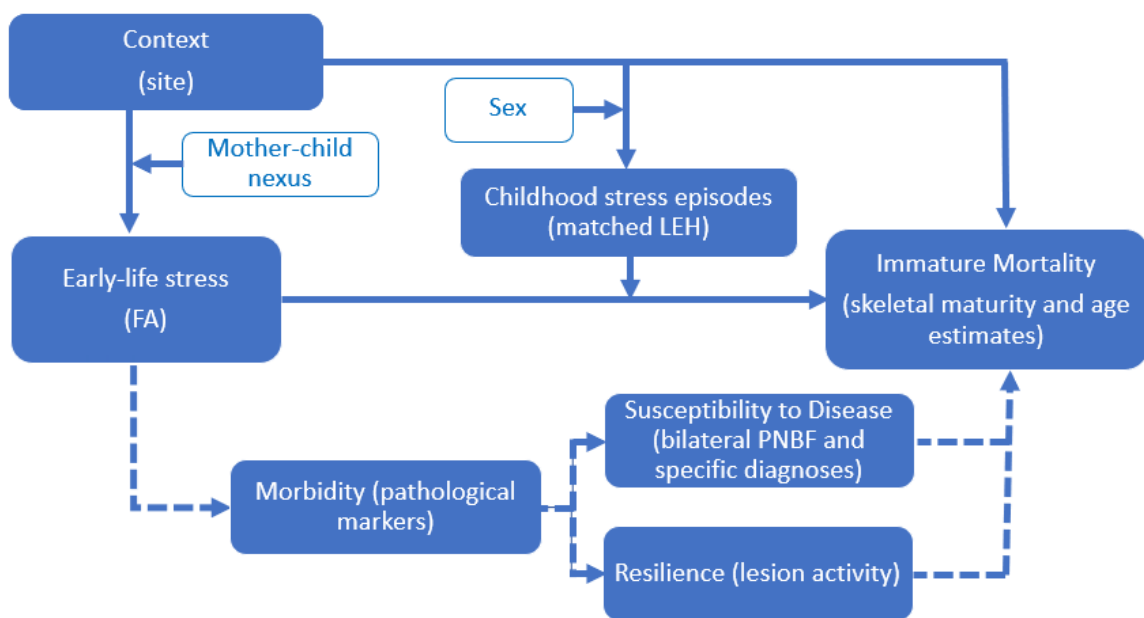 Context
(site)
Sex
Mother-child
nexus
Childhood stress episodes
(matched LEH)
Early-life stress
(FA)
Immature Mortality
(skeletal maturity and age
estimates)
Susceptibility to Disease
(bilateral PNBF and
specific diagnoses)
Morbidity (pathological
markers)
Resilience (lesion activity)